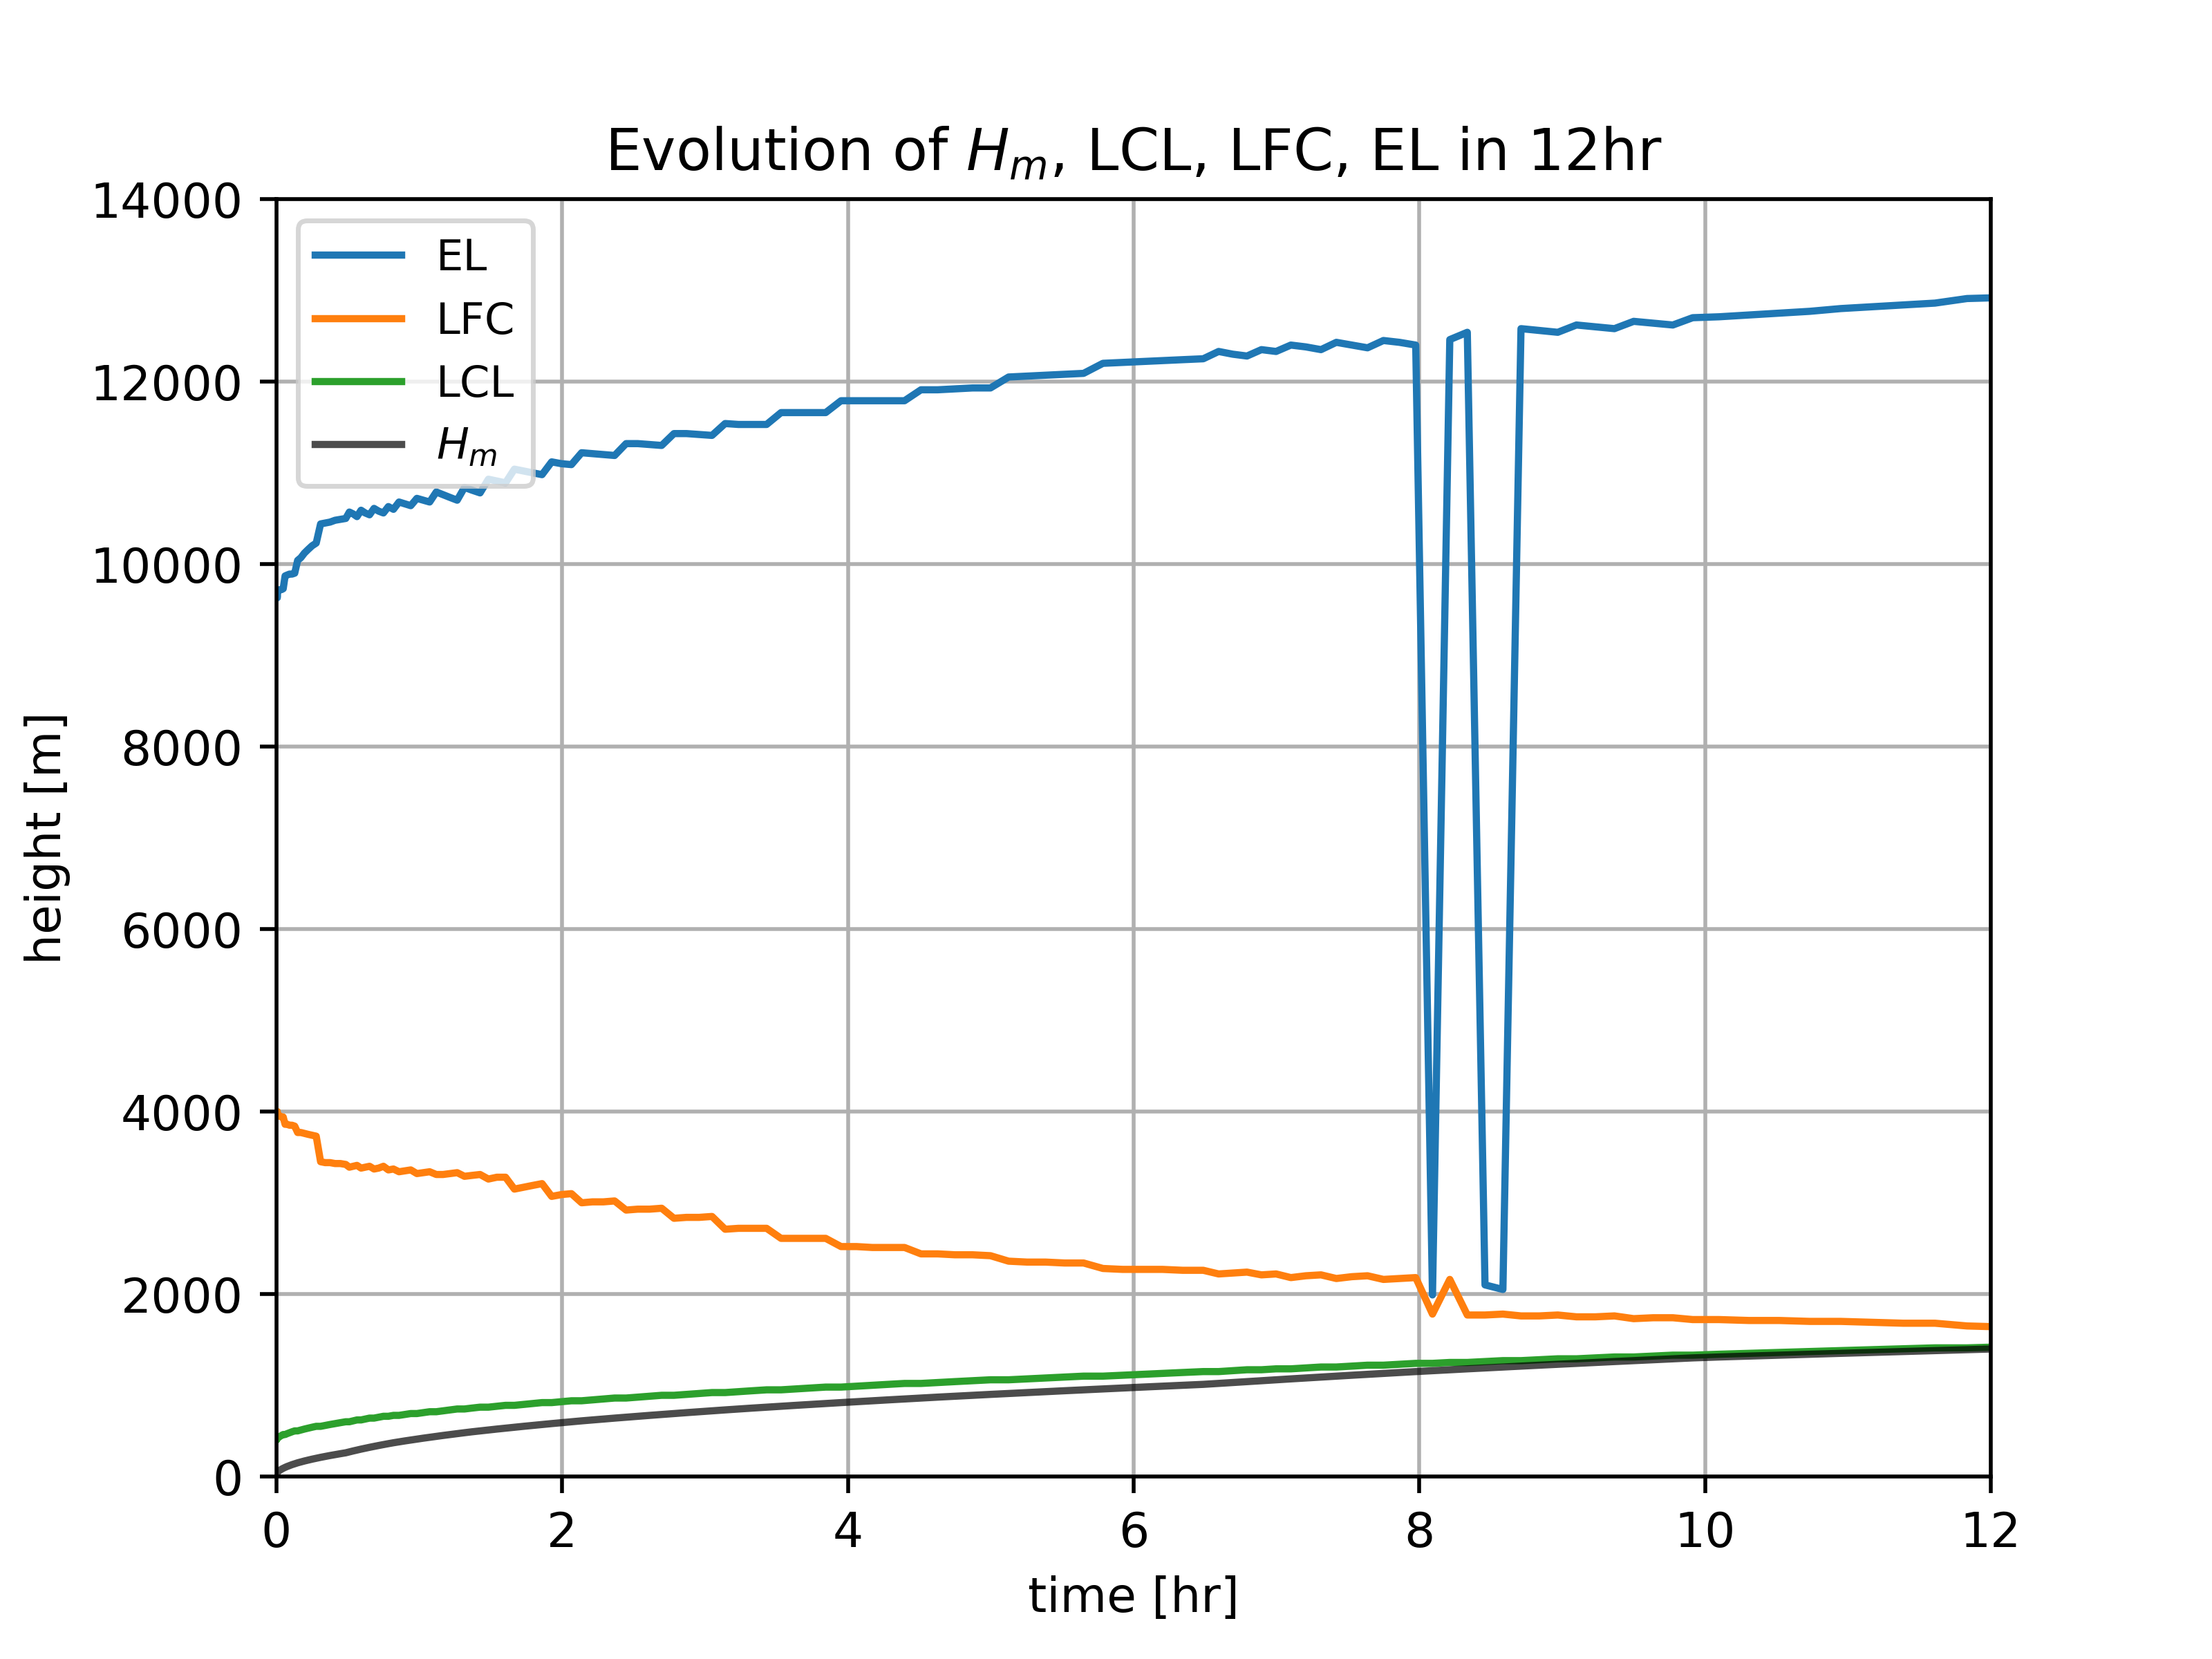 Evolution of Hₘ, LCL, LFC, EL in 12hr
EL
LFC
LCL
Hₘ
14000
12000
10000
8000
6000
4000
2000
0
height [m]
0 2 4 6 8 10 12
time [hr]